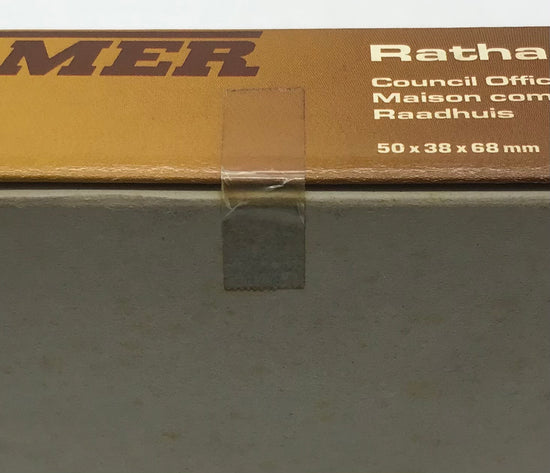 MER
Ratha
Council Offic
Maison com
Raadhuis
50 x 38 x 68 mm